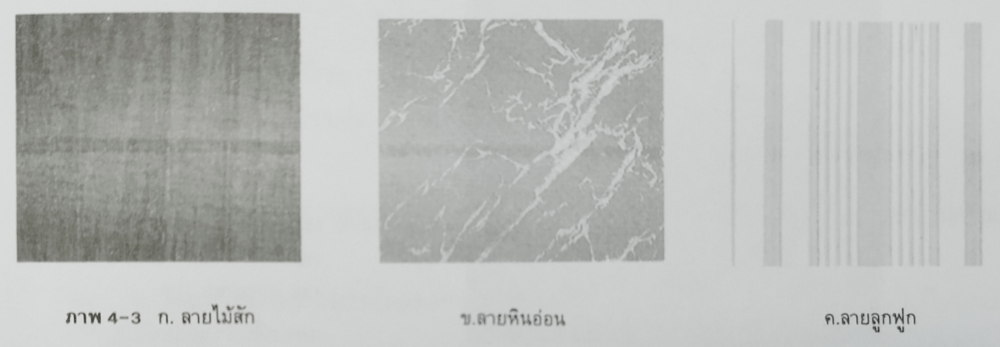 ภาพ 4-3 ก. ลายไม้สัก
ข.ลายหินอ่อน
ค.ลายลูกฟูก